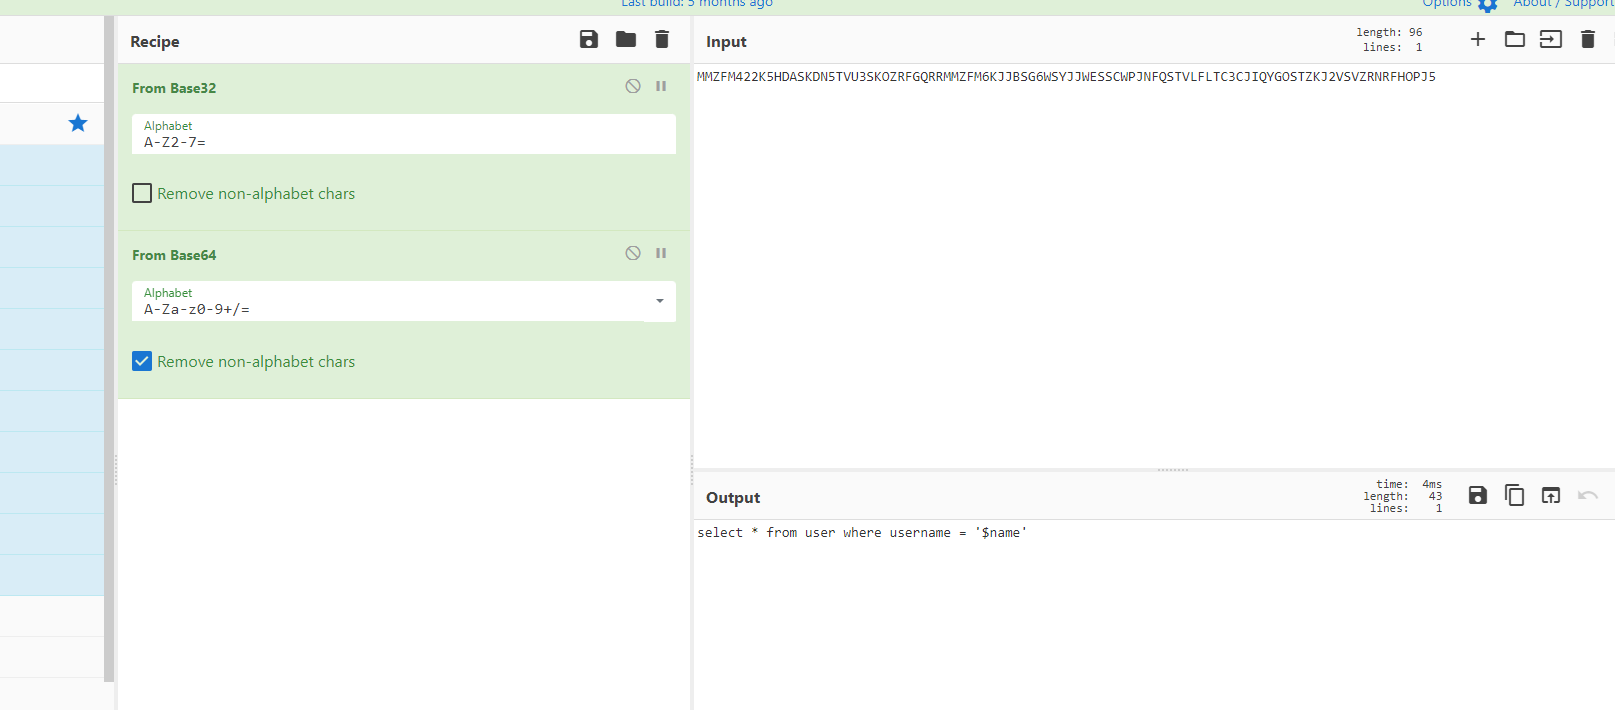 Last build: 5 months ago
Options
About / Support
Recipe
From Base32
Alphabet
A-Z2-7=
Remove non-alphabet chars
From Base64
Alphabet
A-Za-z0-9+/=
Remove non-alphabet chars
Input
length: 96
lines: 1
MMZFM422K5HDASKDN5TVU3SKOZRFGQRRMMZFM6KJJBSG6WSYJJWESSCWPJNFQSTVLFLTC3CJIQYGOSTZKJ2VSVZRNRFHOPJ5
Output
time: 4ms
length: 43
lines: 1
select * from user where username = '$name'